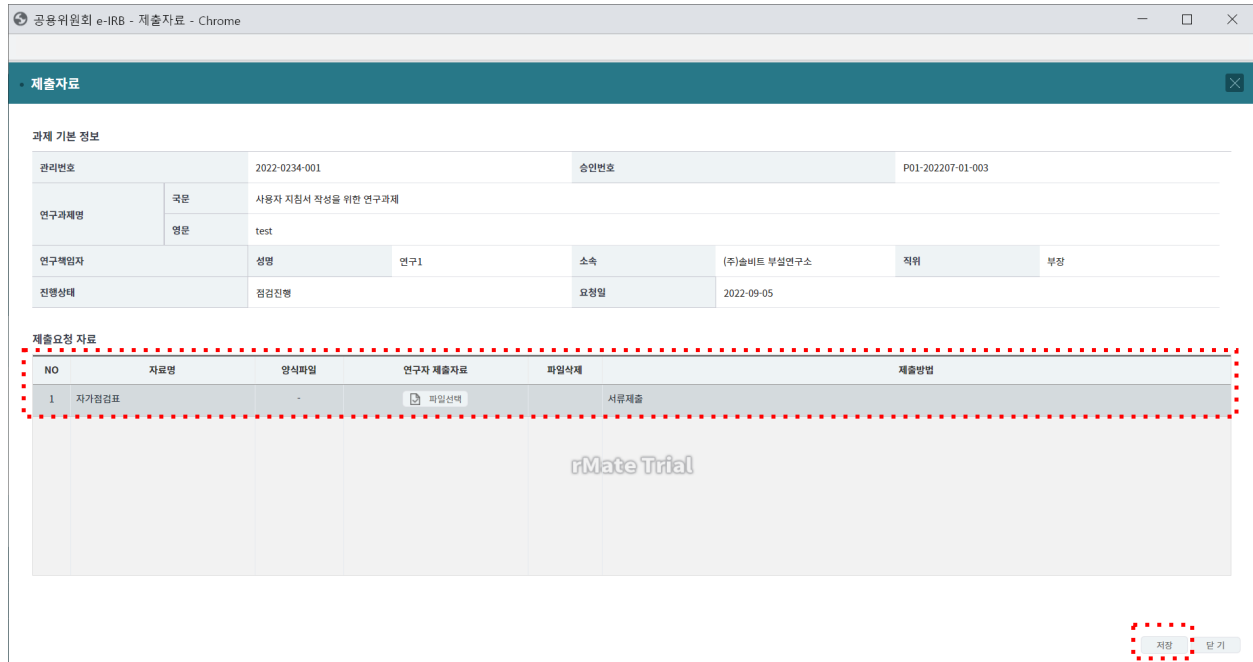 공용위원회 e-IRB - 제출자료 - Chrome
제출자료
과제 기본 정보
관리번호 2022-0234-001 승인번호 P01-202207-01-003
연구과제명 국문 사용자 지침서 작성을 위한 연구과제
영문 test
연구책임자 성명 연구1 소속 (주)솔비트 부설연구소 직위 부장
진행상태 점검진행 요청일 2022-09-05
제출요청 자료
NO 자료명 양식파일 연구자 제출자료 파일삭제 제출방법
1 자가점검표 - 파일선택 서류제출
rMate Trial
저장 닫기